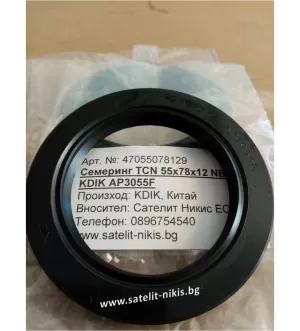 Арт. №: 47055078129
Семеринг TCN 55x78x12 NB
KDIK AP3055F
Произход: KDIK, Китай
Вносител: Сателит Никис ЕО
Телефон: 0896754540
www.satelit-nikis.bg
www.satelit-nikis.bg